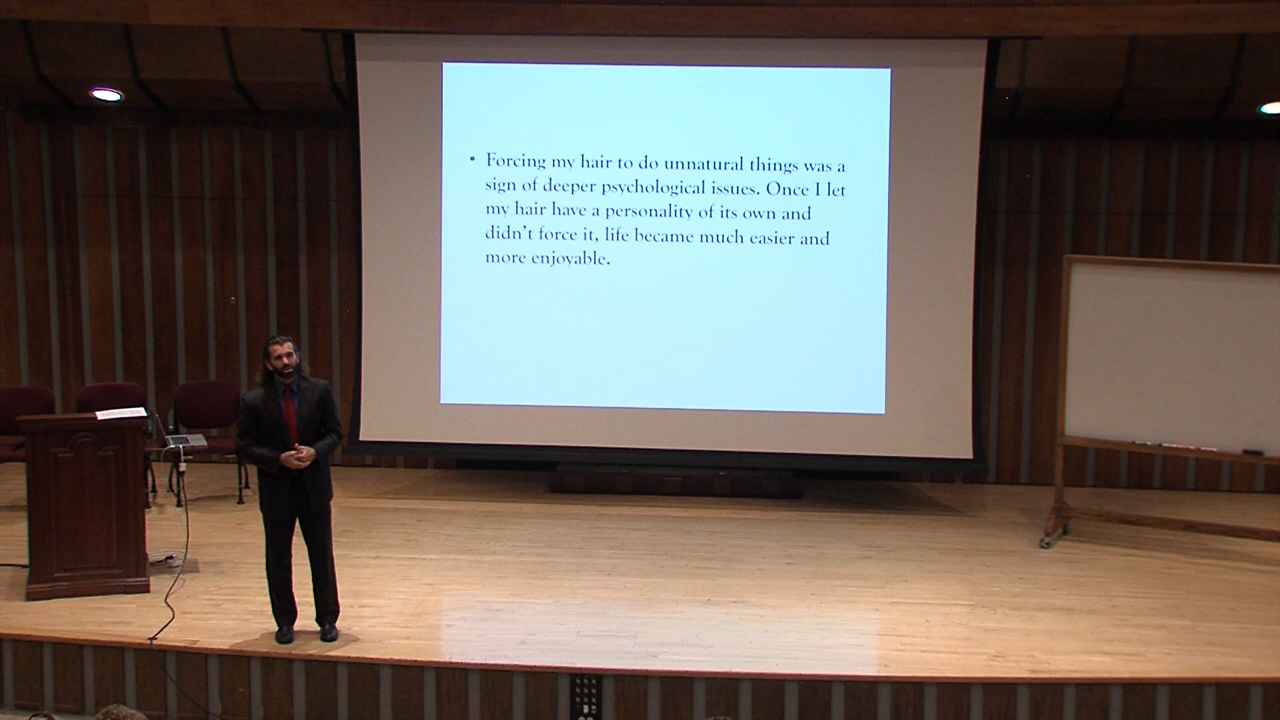 • Forcing my hair to do unnatural things was a
sign of deeper psychological issues. Once I let
my hair have a personality of its own and
didn't force it, life became much easier and
more enjoyable.